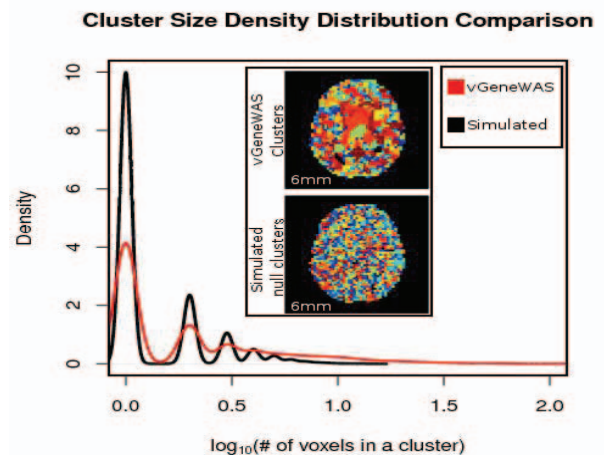 Cluster Size Density Distribution Comparison
10
8
6
4
2
0
Density
vGeneWAS
Clusters
6mm
Simulated
null clusters
6mm
vGeneWAS
Simulated
0.0 0.5 1.0 1.5 2.0
log₁₀(# of voxels in a cluster)